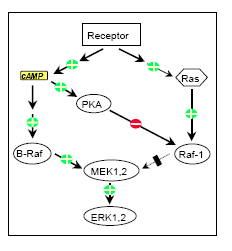 Receptor
cAMP
Ras
PKA
B-Raf
Raf-1
MEK1,2
ERK1,2